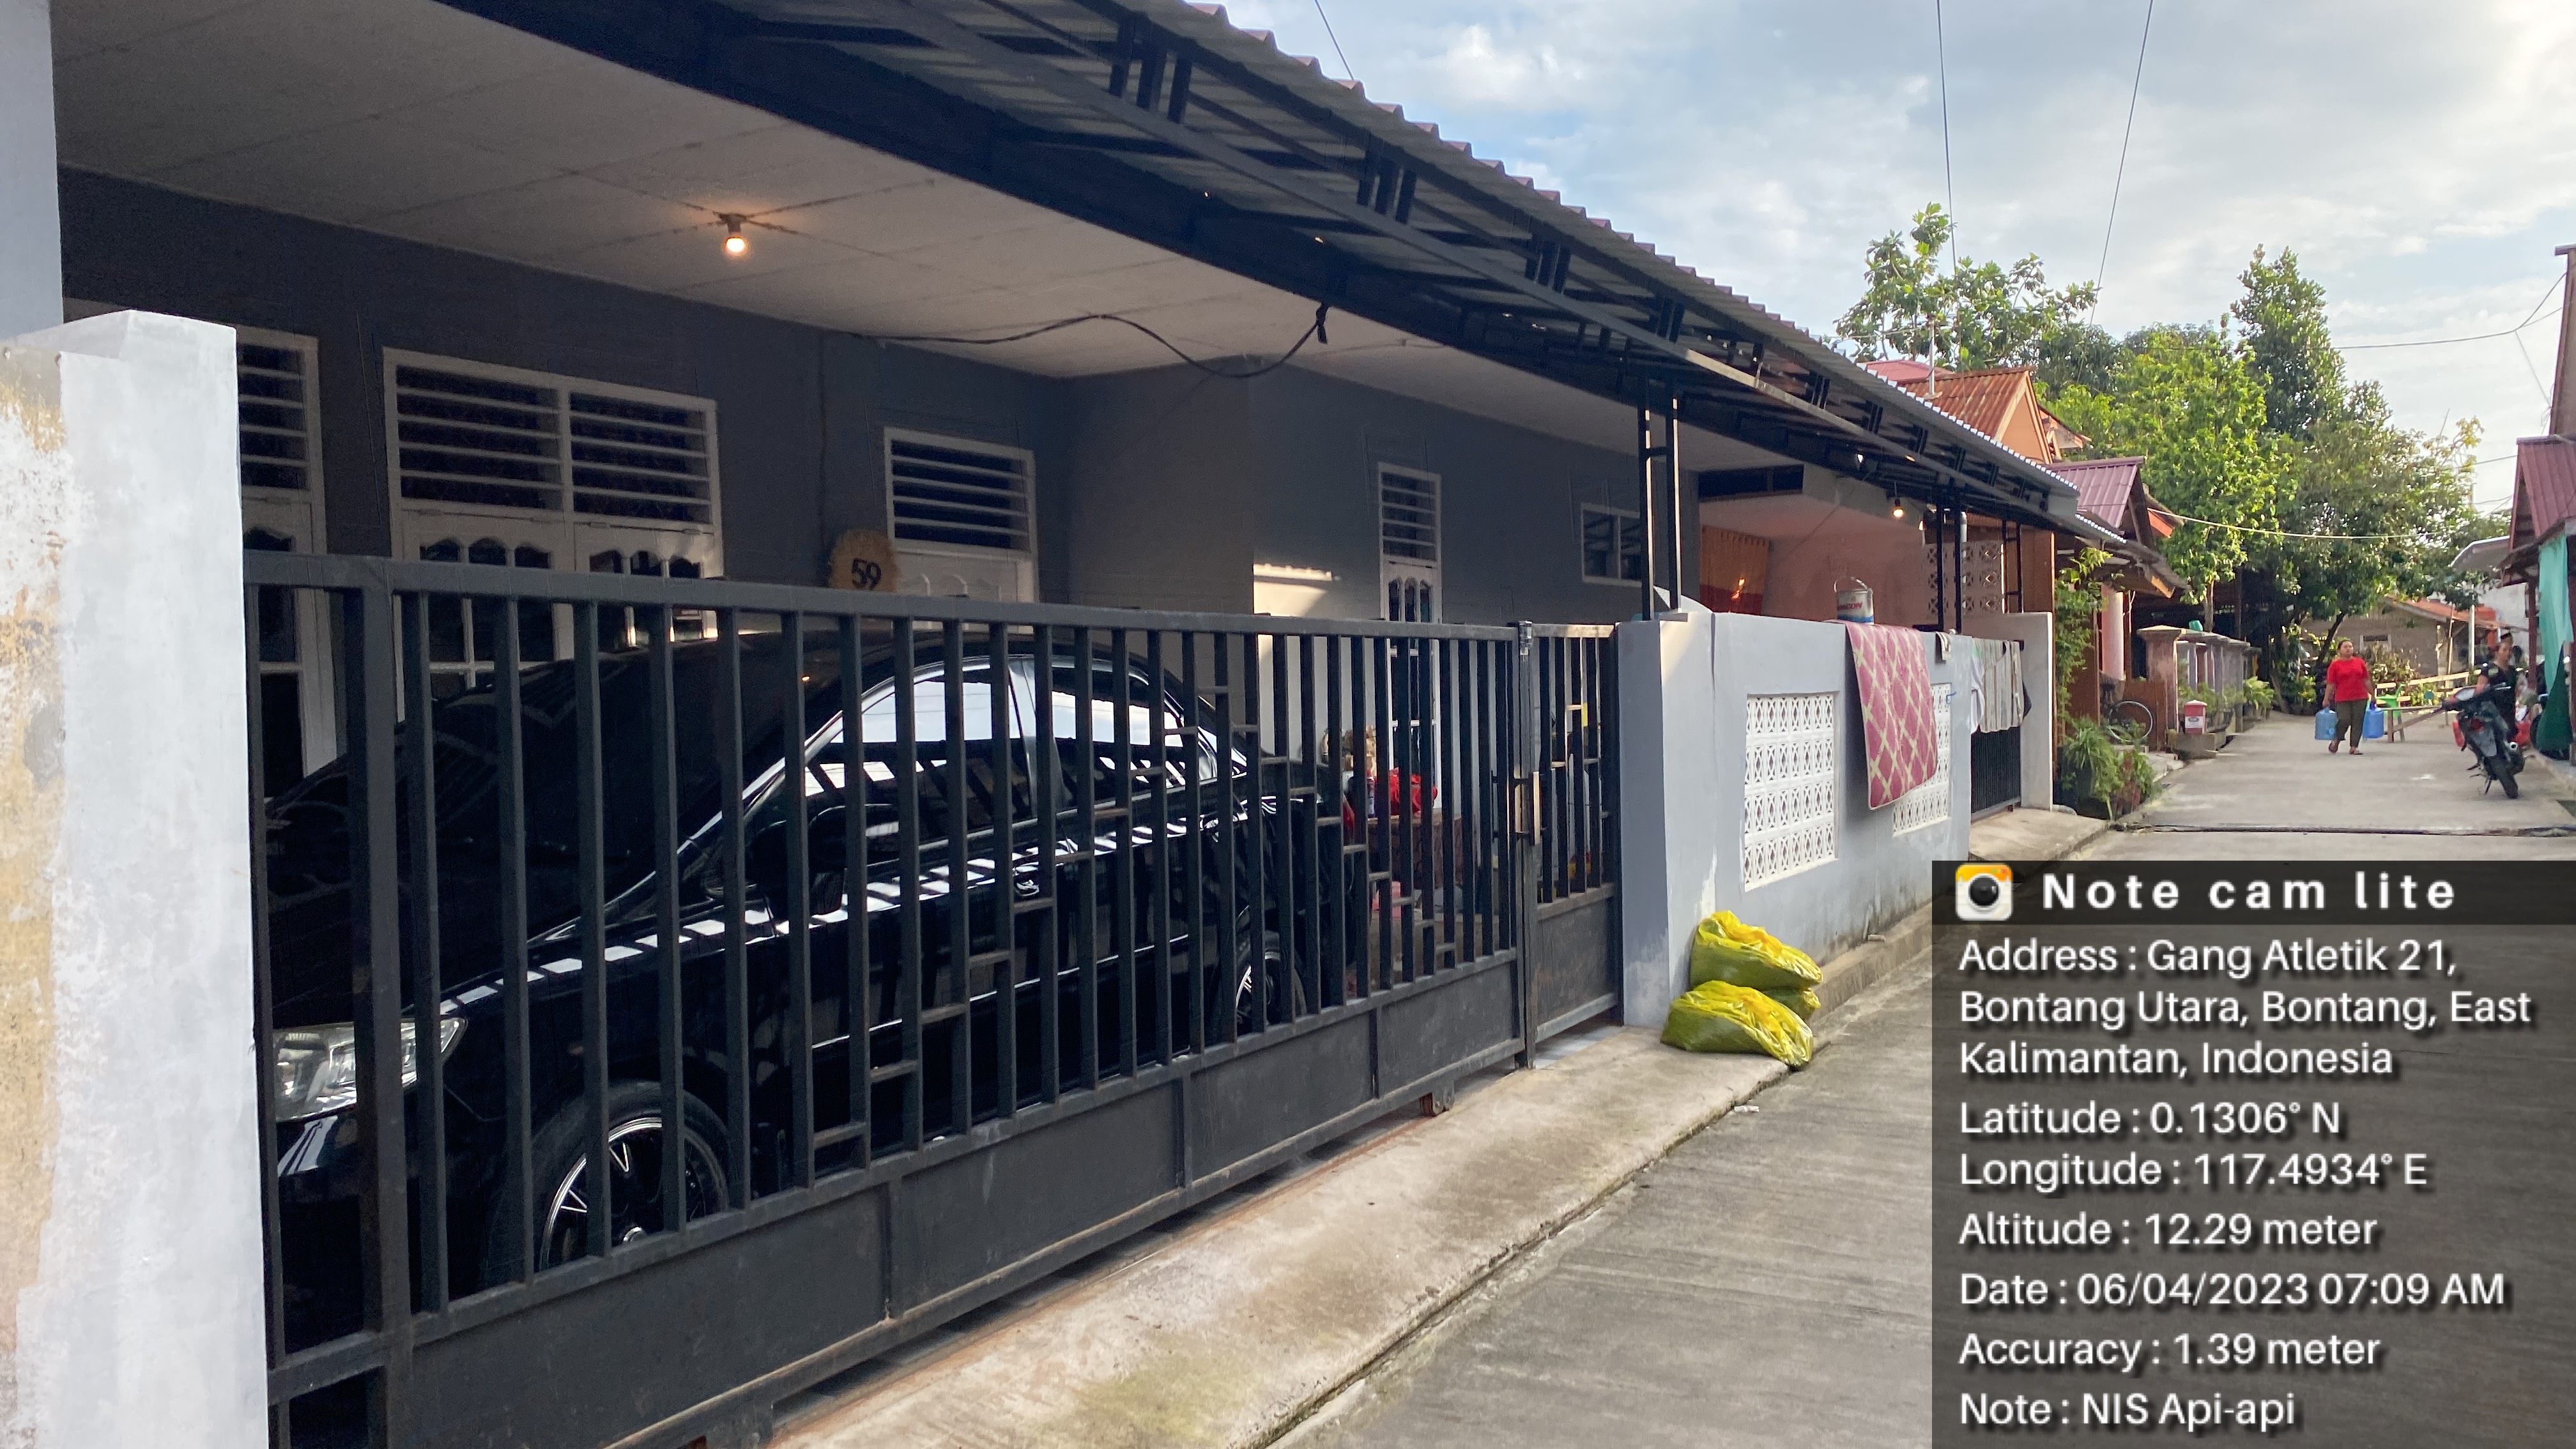 59
Note cam lite
Address : Gang Atletik 21,
Bontang Utara, Bontang, East
Kalimantan, Indonesia
Latitude : 0.1306° N
Longitude : 117.4934° E
Altitude : 12.29 meter
Date : 06/04/2023 07:09 AM
Accuracy : 1.39 meter
Note : NIS Api-api